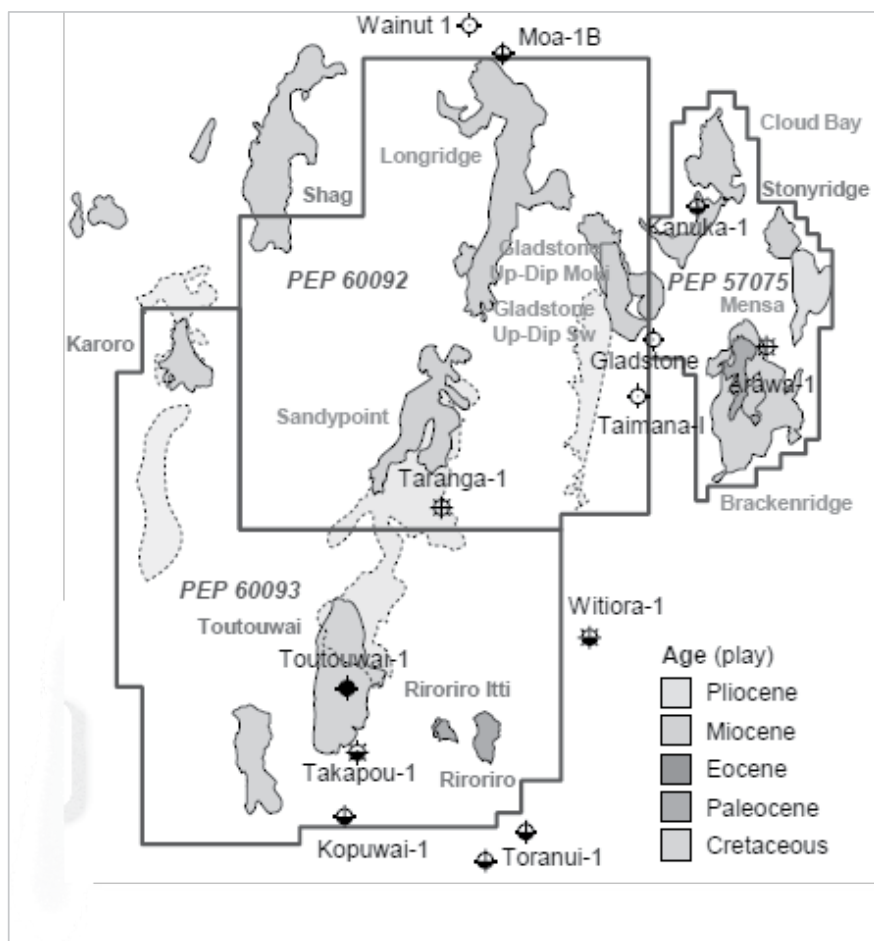 Wainut 1
Moa-1B
Cloud Bay
Longridge
Stonyridge
Shag
Kanuka-1
Gladstone
Up-Dip Moki
PEP 60092
PEP 57075
Mensa
Gladstone
Up-Dip Sw
Karoro
Gladstone
Arawa-1
Sandypoint
Taimana-I
Taranga-1
Brackenridge
PEP 60093
Witiora-1
Toutouwai
Toutouwai-1
Riroriro Itti
Takapou-1
Riroriro
Kopuwai-1
Toranui-1
Age (play)
Pliocene
Miocene
Eocene
Paleocene
Cretaceous